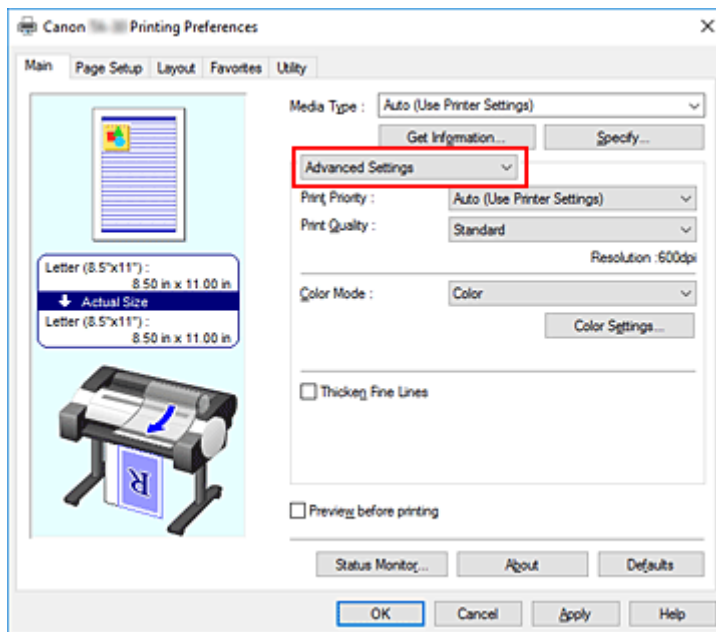 Canon Printing Preferences
Main Page Setup Layout Favorites Utility
Media Type : Auto (Use Printer Settings)
Get Information... Specify...
Advanced Settings
Print Priority : Auto (Use Printer Settings)
Print Quality : Standard
Resolution :600dpi
Letter (8.5"x11") :
8.50 in x 11.00 in
Actual Size
Letter (8.5"x11") :
8.50 in x 11.00 in
Color Mode : Color
Color Settings...
Thicken Fine Lines
R
Preview before printing
Status Monitor... About Defaults
OK Cancel Apply Help